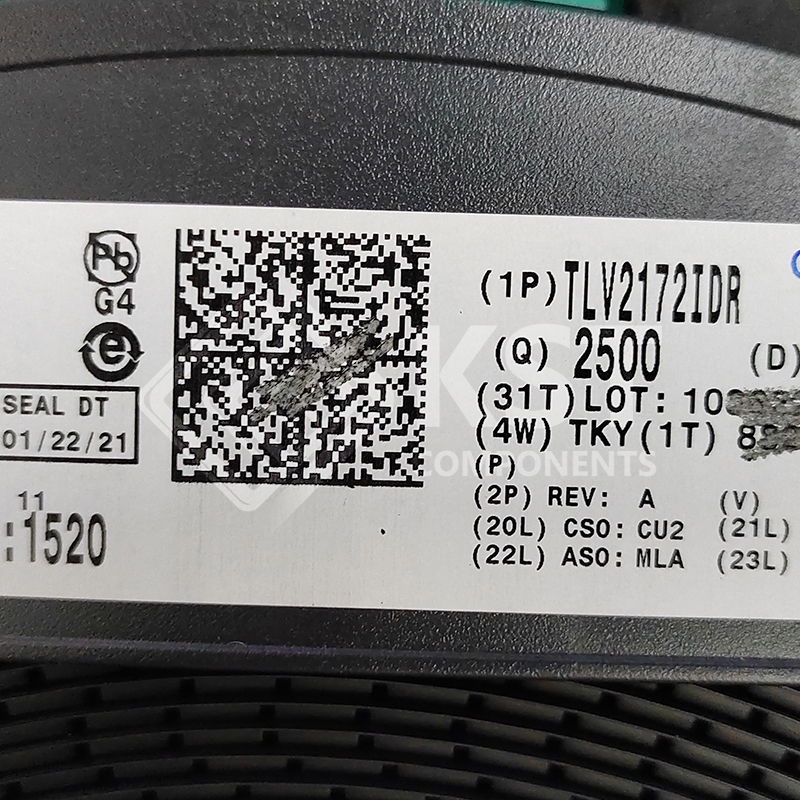 Pb
G4
e
SEAL DT
01/22/21
11
:1520
(1P) TLV2172IDR
(Q) 2500 (D)
(31T) LOT: 10
(4W) TKY (1T) 8
(P)
(2P) REV: A (V)
(20L) CSO: CU2 (21L)
(22L) ASO: MLA (23L)
COMPONENTS